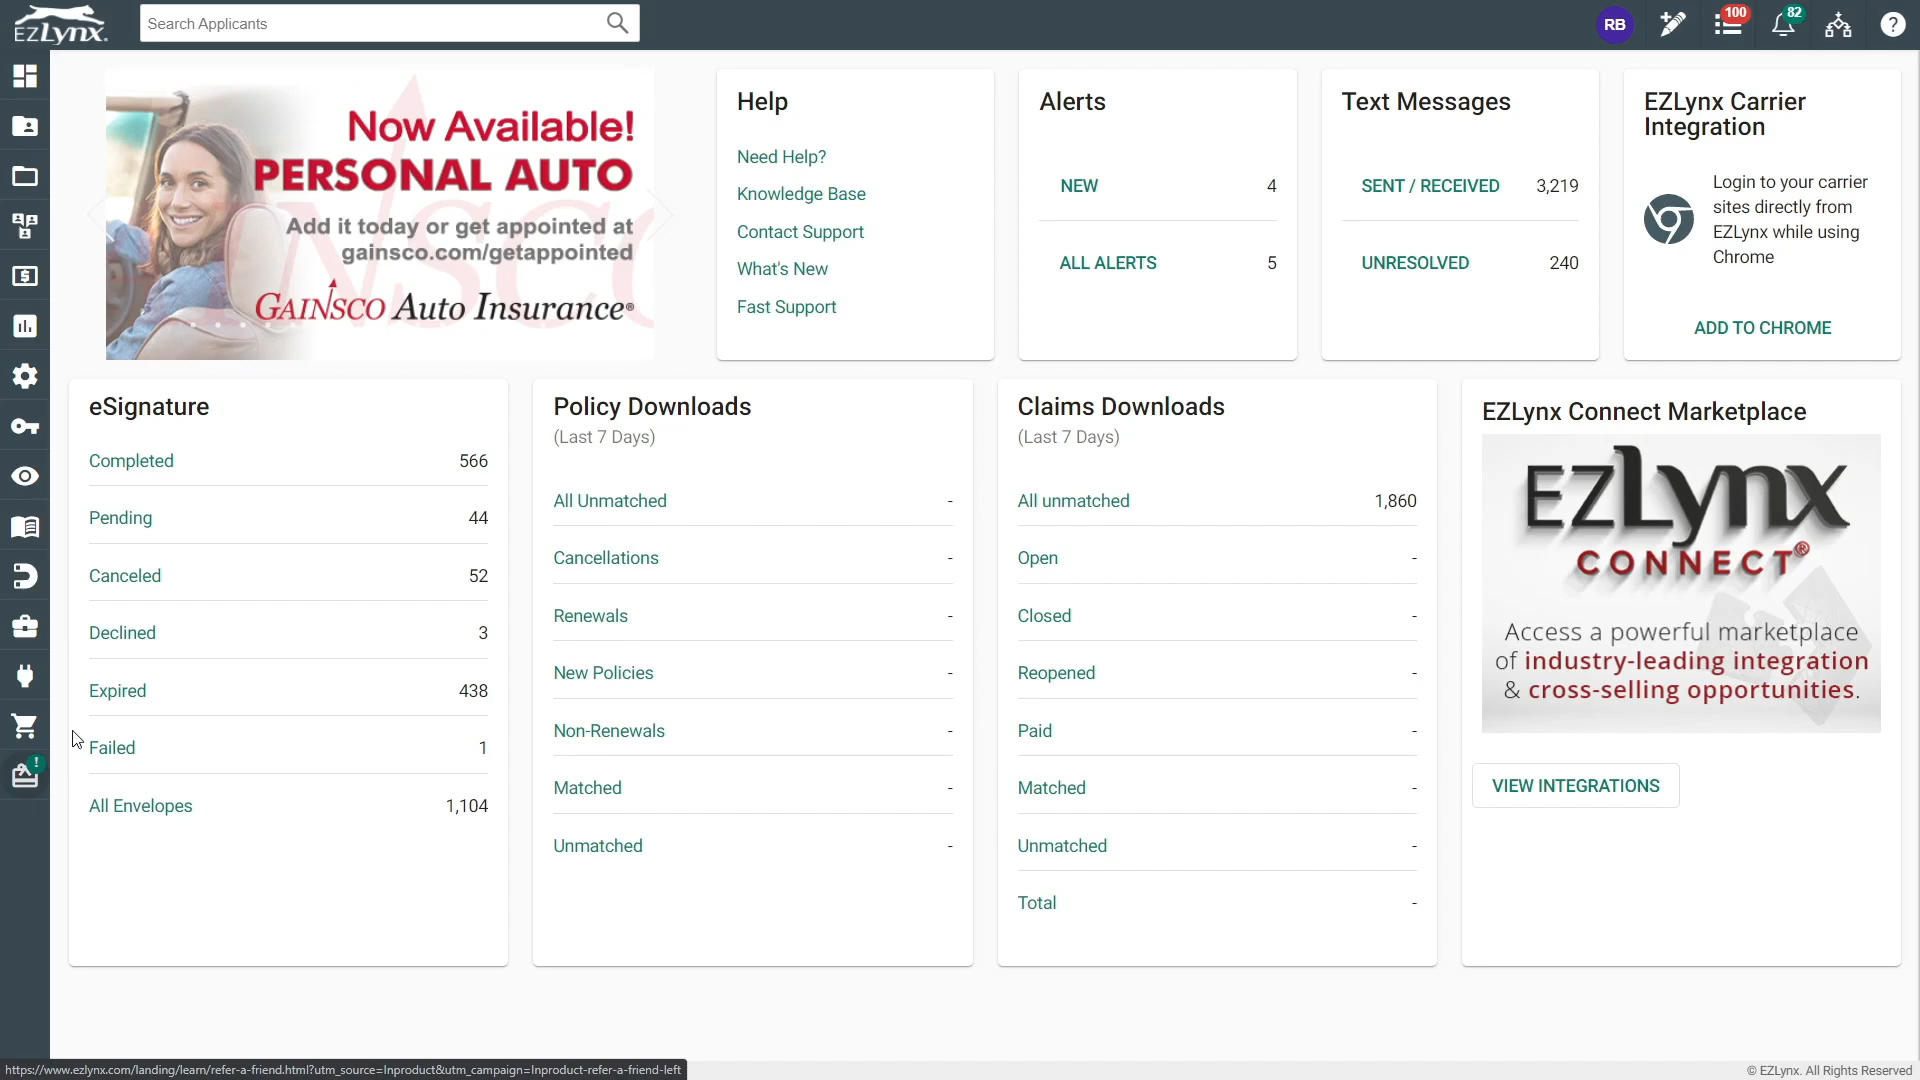 EZLynx
Search Applicants
RB
100
82
?
Now Available!
PERSONAL AUTO
Add it today or get appointed at
gainsco.com/getappointed
GAINSCO Auto Insurance®
Help
Need Help?
Knowledge Base
Contact Support
What's New
Fast Support
Alerts
NEW 4
ALL ALERTS 5
Text Messages
SENT / RECEIVED 3,219
UNRESOLVED 240
EZLynx Carrier
Integration
Login to your carrier
sites directly from
EZLynx while using
Chrome
ADD TO CHROME
eSignature
Completed 566
Pending 44
Canceled 52
Declined 3
Expired 438
Failed 1
All Envelopes 1,104
Policy Downloads
(Last 7 Days)
All Unmatched -
Cancellations -
Renewals -
New Policies -
Non-Renewals -
Matched -
Unmatched -
Claims Downloads
(Last 7 Days)
All unmatched 1,860
Open -
Closed -
Reopened -
Paid -
Matched -
Unmatched -
Total -
EZLynx Connect Marketplace
EZLynx
CONNECT®
Access a powerful marketplace
of industry-leading integration
& cross-selling opportunities.
VIEW INTEGRATIONS
!
https://www.ezlynx.com/landing/learn/refer-a-friend.html?utm_source=Inproduct&utm_campaign=Inproduct-refer-a-friend-left
© EZLynx. All Rights Reserved